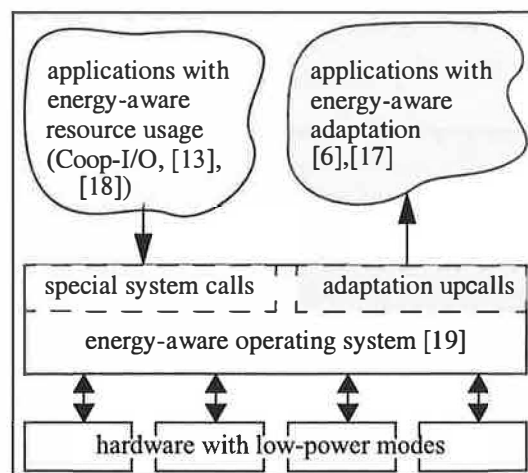 applications with
energy-aware
resource usage
(Coop-I/O, [13],
[18])
applications with
energy-aware
adaptation
[6],[17]
special system calls
adaptation upcalls
energy-aware operating system [19]
hardware with low-power modes